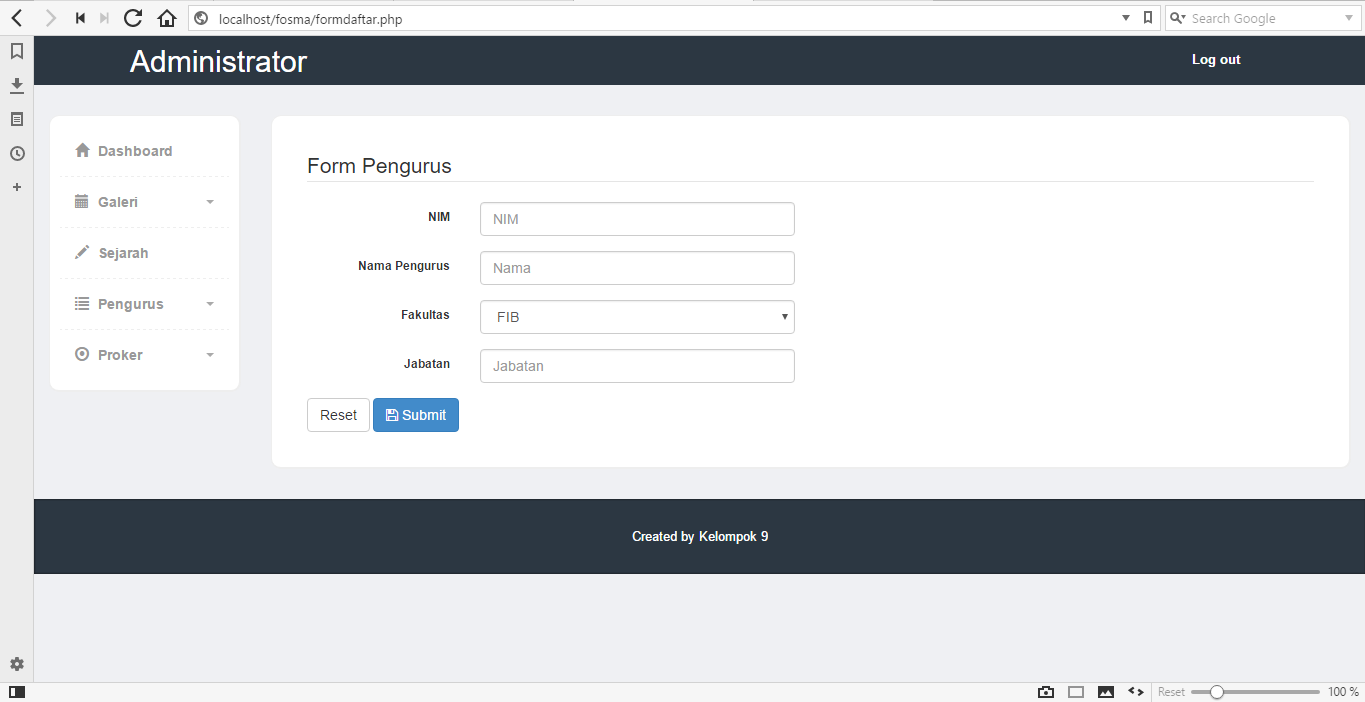 localhost/fosma/formdaftar.php
Search Google
Administrator
Log out
Dashboard
Galeri
Sejarah
Pengurus
Proker
Form Pengurus
NIM
NIM
Nama Pengurus
Nama
Fakultas
FIB
Jabatan
Jabatan
Reset
Submit
Created by Kelompok 9
Reset
100 %